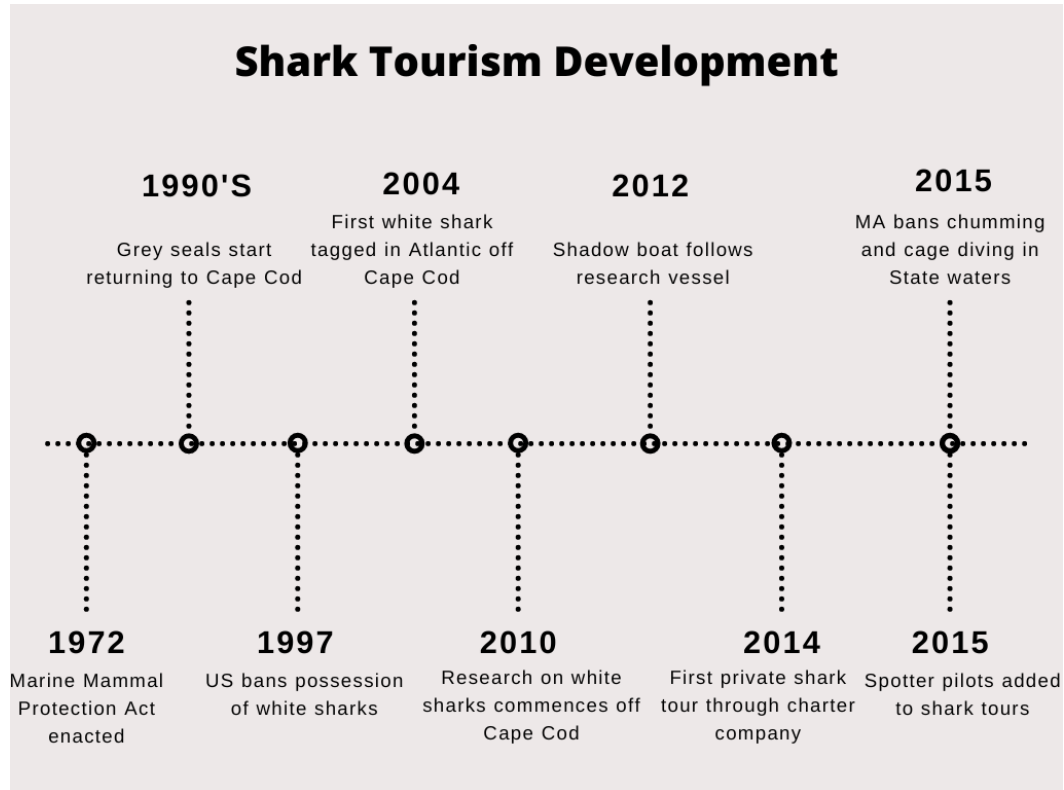 Shark Tourism Development
1990'S
Grey seals start
returning to Cape Cod
2004
First white shark
tagged in Atlantic off
Cape Cod
2012
Shadow boat follows
research vessel
2015
MA bans chumming
and cage diving in
State waters
1972
Marine Mammal
Protection Act
enacted
1997
US bans possession
of white sharks
2010
Research on white
sharks commences off
Cape Cod
2014
First private shark
tour through charter
company
2015
Spotter pilots added
to shark tours